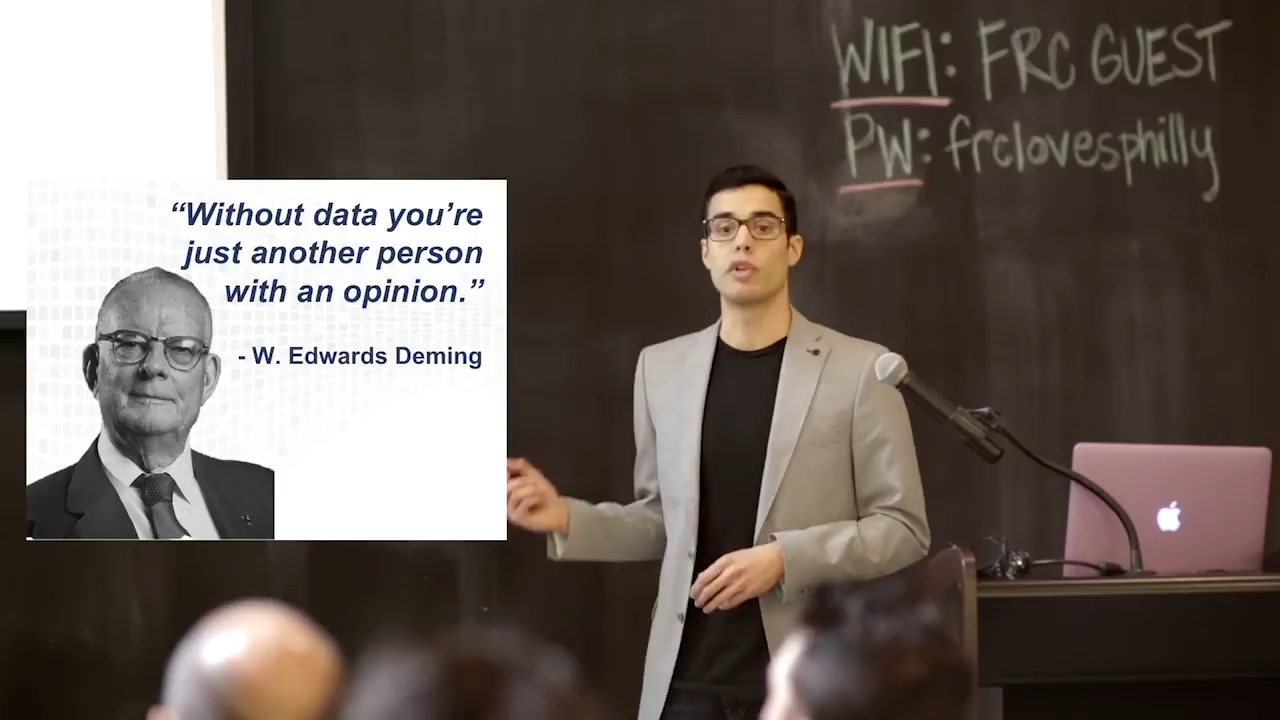 WIFI: FRC GUEST
PW: frclovesphilly
“Without data you’re
just another person
with an opinion.”
- W. Edwards Deming